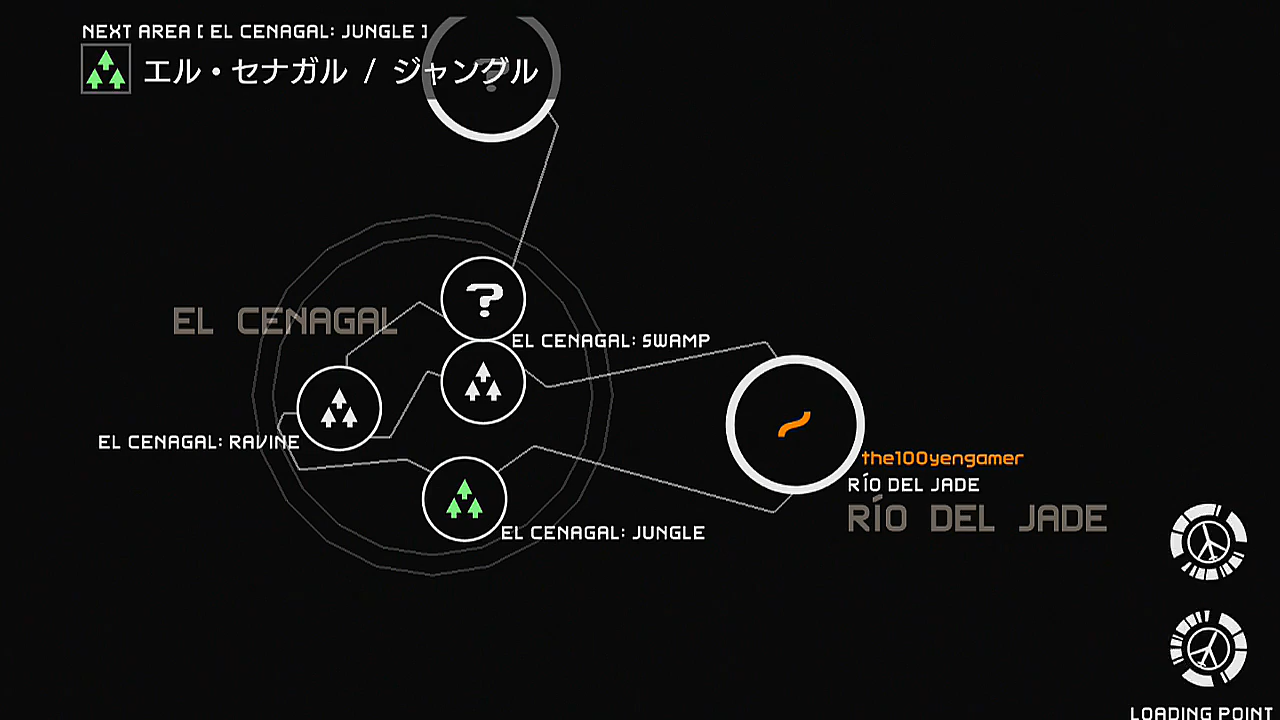 NEXT AREA [ EL CENAGAL: JUNGLE ]
エル・セナガル / ジャングル
?
?
EL CENAGAL
EL CENAGAL: SWAMP
EL CENAGAL: RAVINE
the100yengamer
RÍO DEL JADE
RÍO DEL JADE
EL CENAGAL: JUNGLE
LOADING POINT